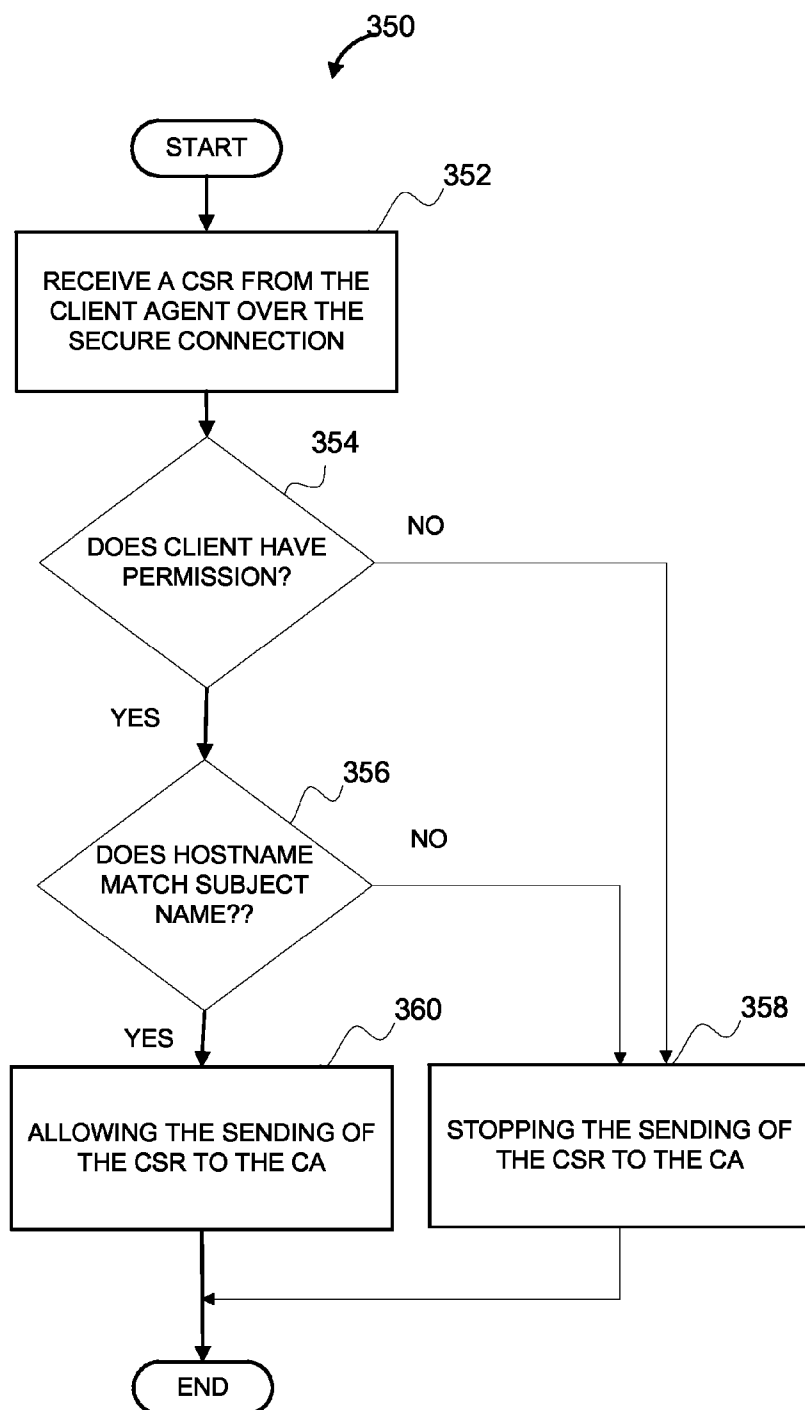 350
START
352
RECEIVE A CSR FROM THE
CLIENT AGENT OVER THE
SECURE CONNECTION
354
DOES CLIENT HAVE
PERMISSION?
NO
YES
356
DOES HOSTNAME
MATCH SUBJECT
NAME??
NO
YES
360
358
ALLOWING THE SENDING OF
THE CSR TO THE CA
STOPPING THE SENDING OF
THE CSR TO THE CA
END